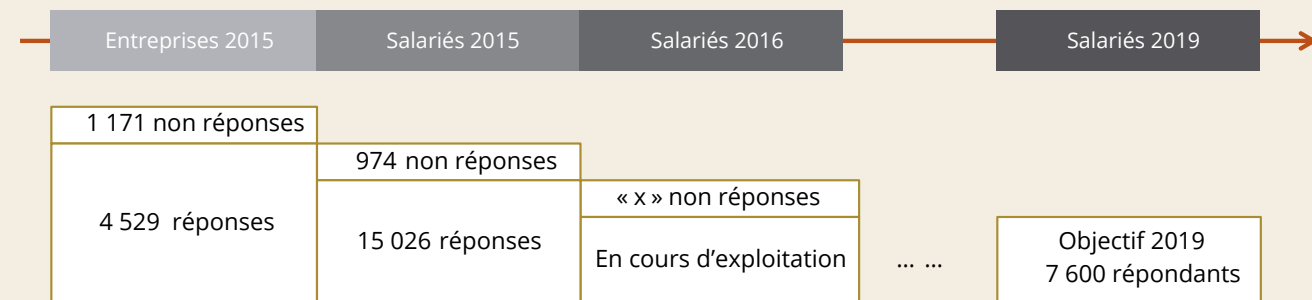 Entreprises 2015
Salariés 2015
Salariés 2016
Salariés 2019
1 171 non réponses
4 529 réponses
974 non réponses
15 026 réponses
« x » non réponses
En cours d’exploitation
... ...
Objectif 2019
7 600 répondants